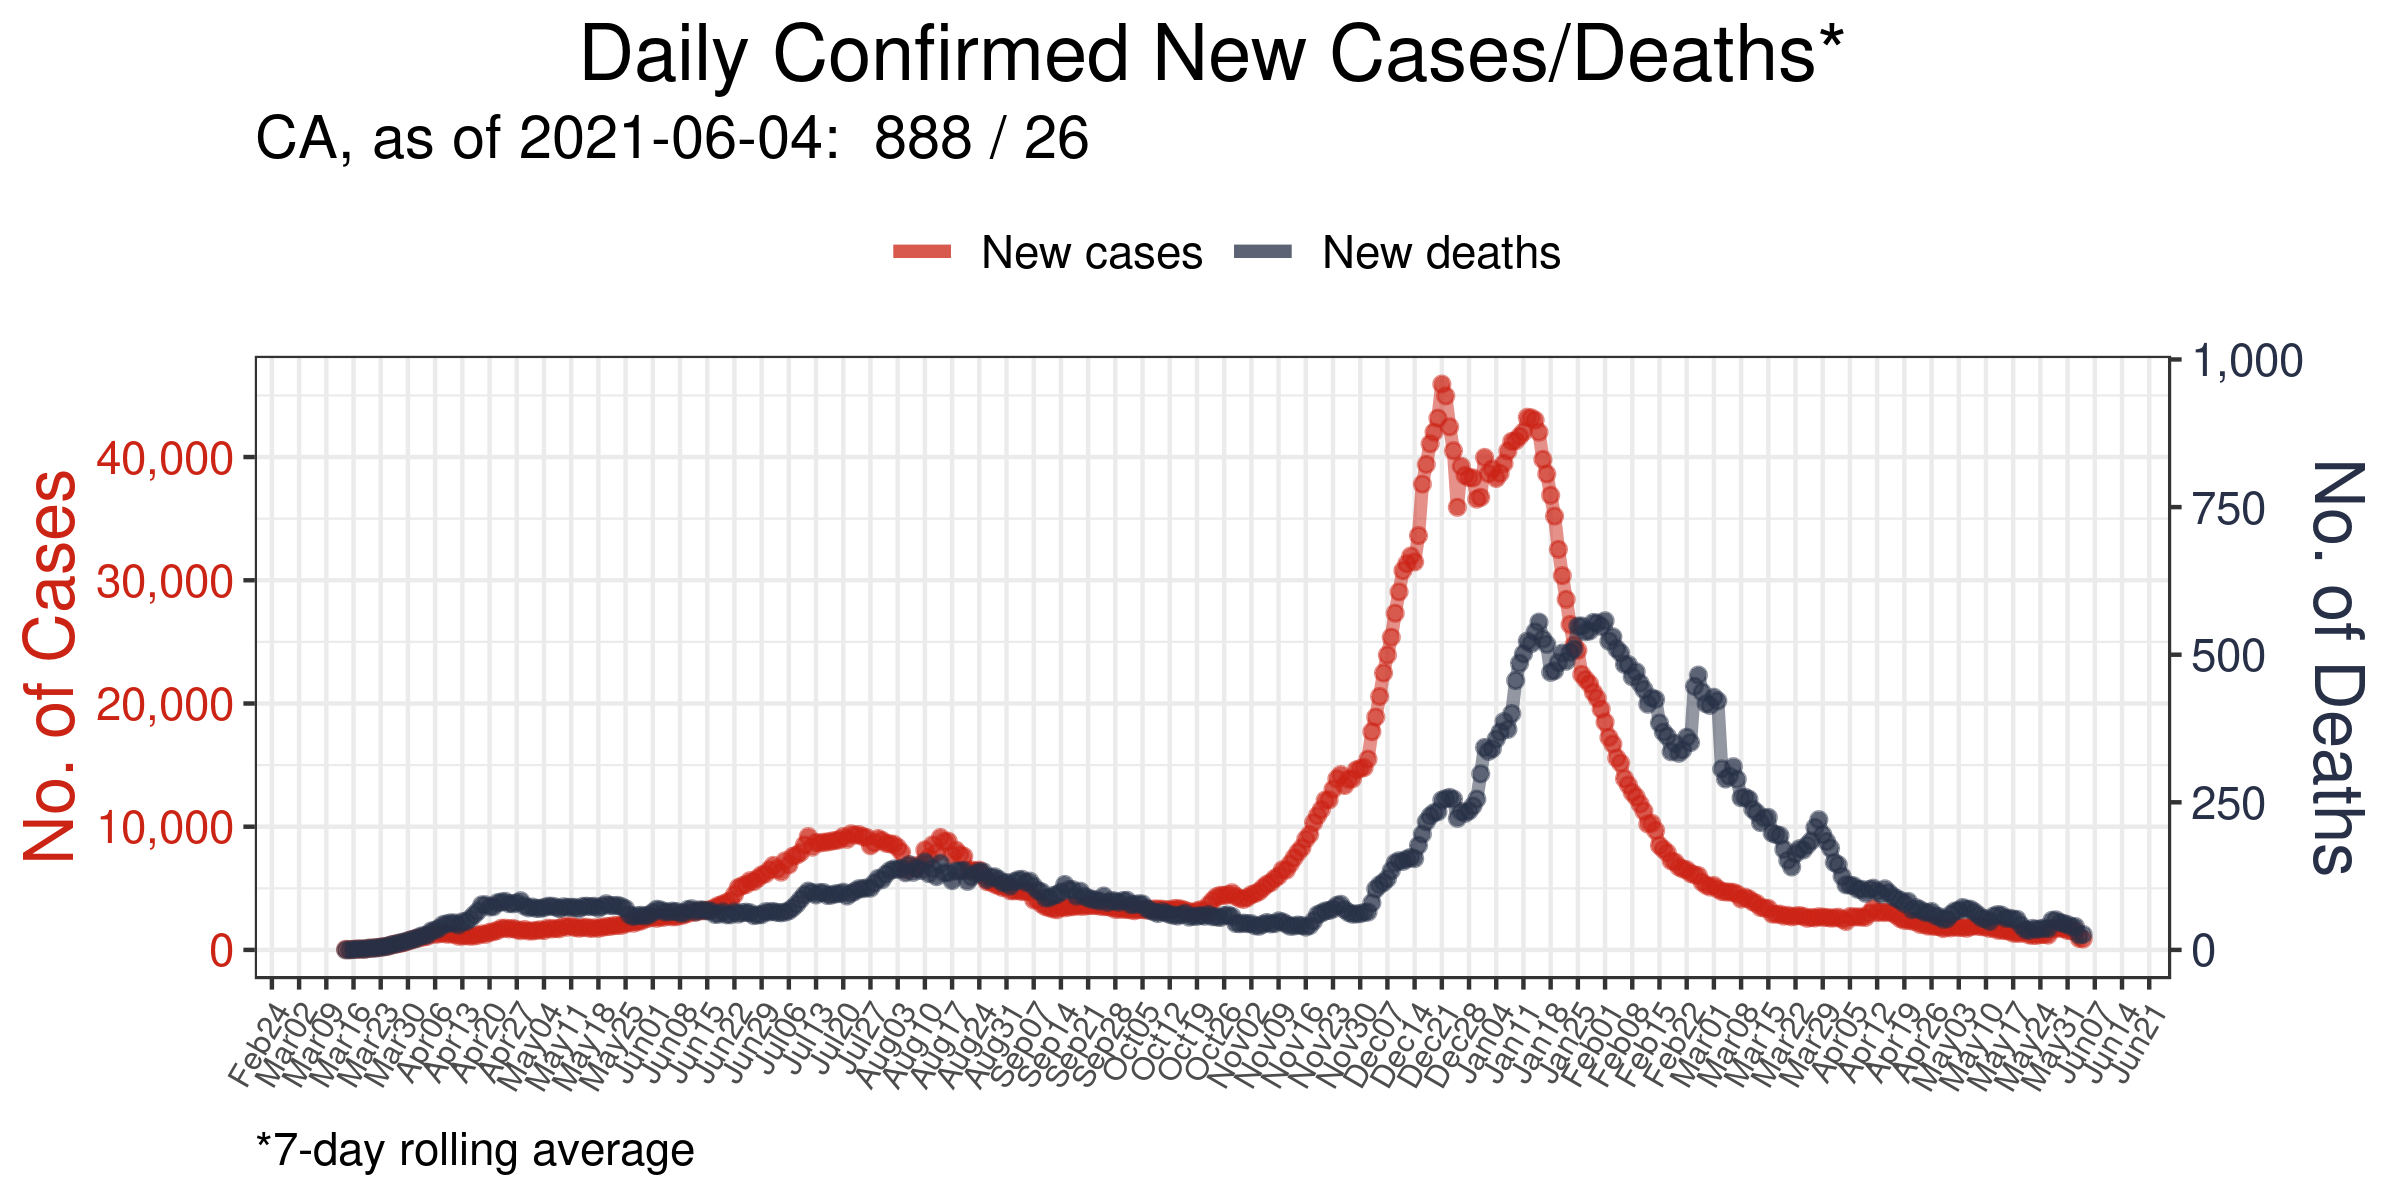 Daily Confirmed New Cases/Deaths*
CA, as of 2021-06-04:  888 / 26
New cases
New deaths
No. of Cases
40,000
30,000
20,000
10,000
0
1,000
750
500
250
0
No. of Deaths
Feb24
Mar02
Mar09
Mar16
Mar23
Mar30
Apr06
Apr13
Apr20
Apr27
May04
May11
May18
May25
Jun01
Jun08
Jun15
Jun22
Jun29
Jul06
Jul13
Jul20
Jul27
Aug03
Aug10
Aug17
Aug24
Aug31
Sep07
Sep14
Sep21
Sep28
Oct05
Oct12
Oct19
Oct26
Nov02
Nov09
Nov16
Nov23
Nov30
Dec07
Dec14
Dec21
Dec28
Jan04
Jan11
Jan18
Jan25
Feb01
Feb08
Feb15
Feb22
Mar01
Mar08
Mar15
Mar22
Mar29
Apr05
Apr12
Apr19
Apr26
May03
May10
May17
May24
May31
Jun07
Jun14
Jun21
*7-day rolling average